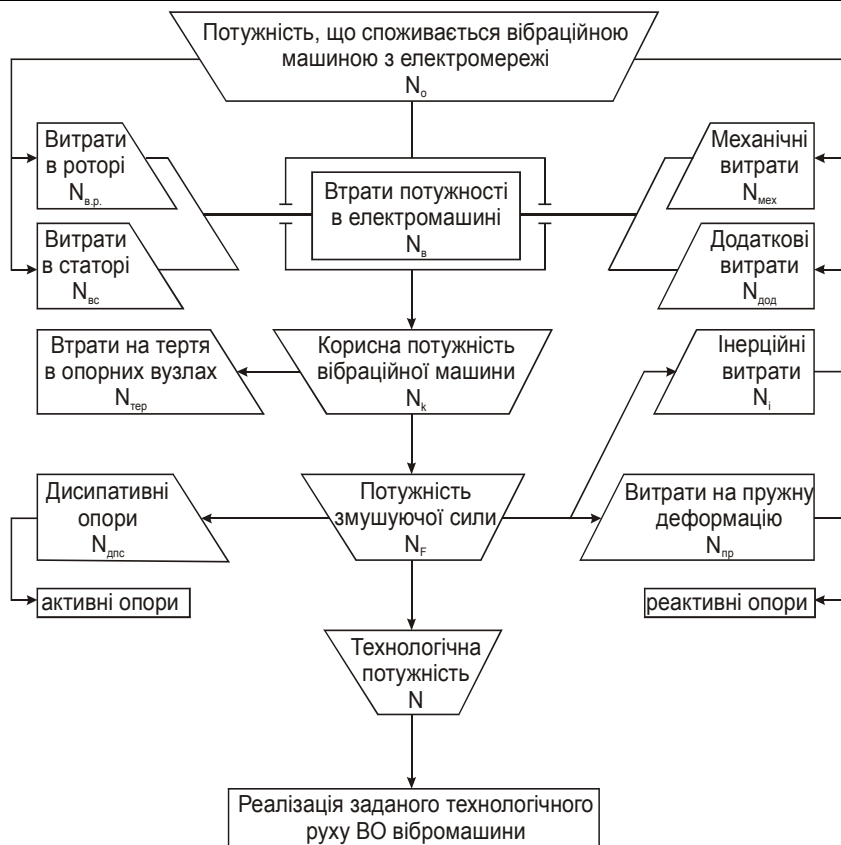 Потужність, що споживається вібраційною
машиною з електромережі
Nо
Витрати
в роторі
Nв.р.
Втрати потужності
в електромашині
Nв
Механічні
витрати
Nмех
Витрати
в статорі
Nвс
Додаткові
витрати
Nдод
Втрати на тертя
в опорних вузлах
Nтер
Корисна потужність
вібраційної машини
Nk
Інерційні
витрати
Ni
Дисипативні
опори
Nдпс
Потужність
змушуючої сили
NF
Витрати на пружну
деформацію
Nпр
активні опори
реактивні опори
Технологічна
потужність
N
Реалізація заданого технологічного
руху ВО вібромашини